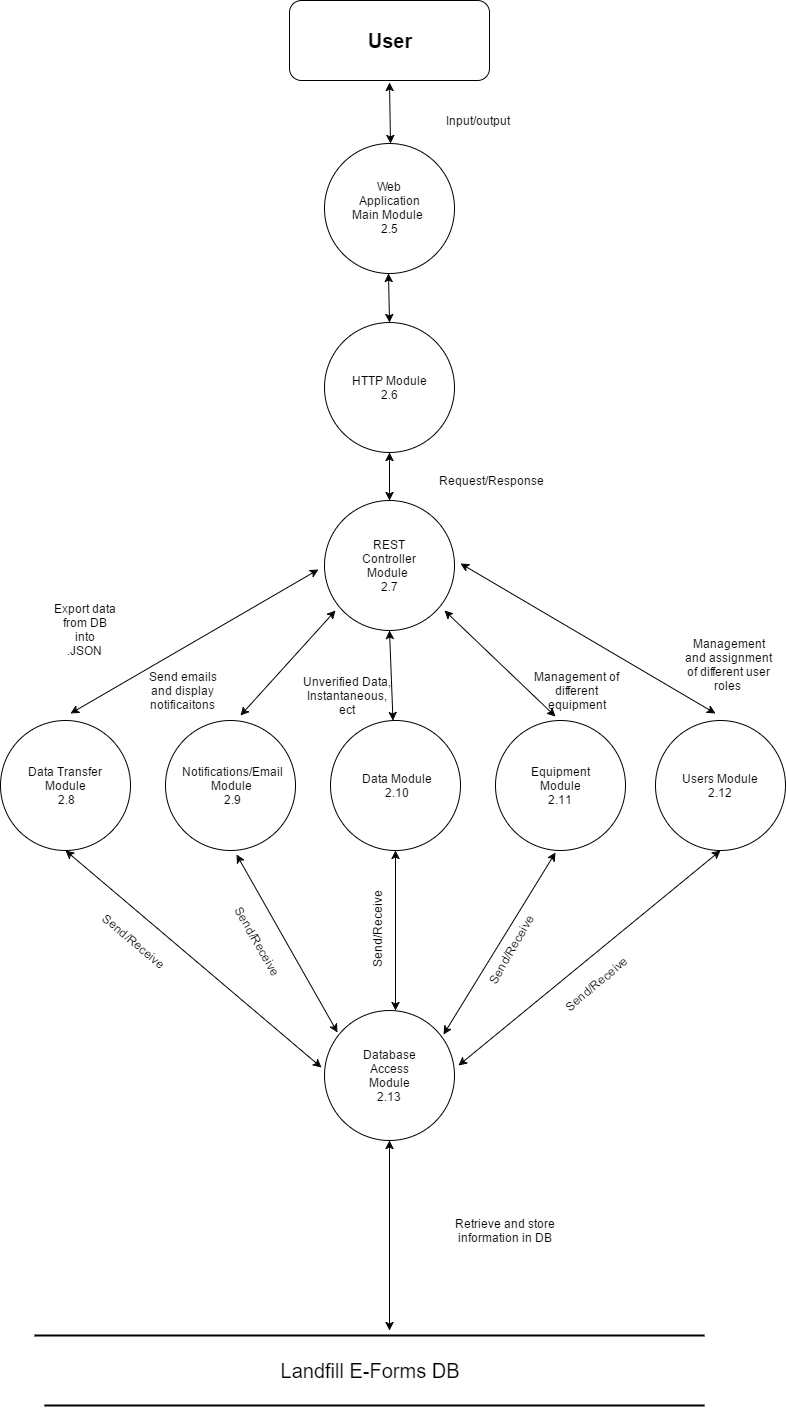 User
Input/output
Web
Application
Main Module
2.5
HTTP Module
2.6
Request/Response
REST
Controller
Module
2.7
Export data
from DB
into
.JSON
Send emails
and display
notificaitons
Unverified Data,
Instantaneous,
ect
Management of
different
equipment
Management
and assignment
of different user
roles
Data Transfer
Module
2.8
Notifications/Email
Module
2.9
Data Module
2.10
Equipment
Module
2.11
Users Module
2.12
Send/Receive
Send/Receive
Send/Receive
Send/Receive
Send/Receive
Database
Access
Module
2.13
Retrieve and store
information in DB
Landfill E-Forms DB